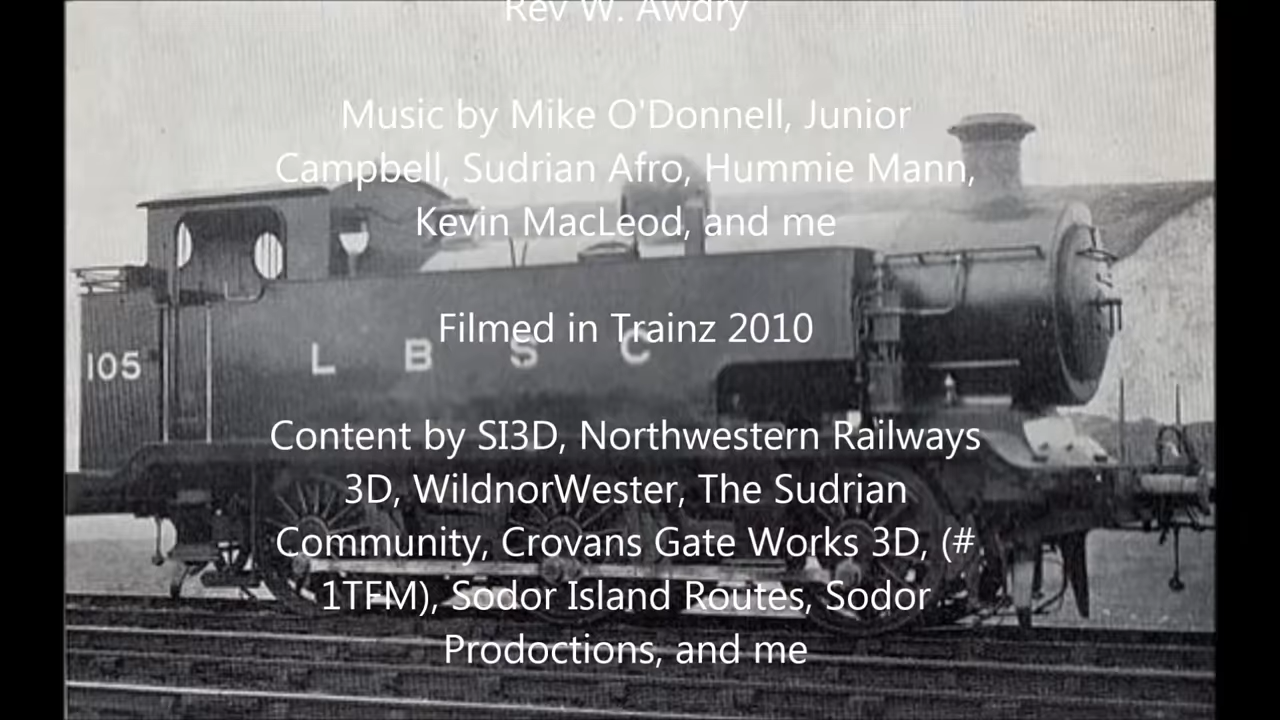 Rev W. Awdry
Music by Mike O'Donnell, Junior
Campbell, Sudrian Afro, Hummie Mann,
Kevin MacLeod, and me
Filmed in Trainz 2010
105 L B S C
Content by SI3D, Northwestern Railways
3D, WildnorWester, The Sudrian
Community, Crovans Gate Works 3D, (#
1TFM), Sodor Island Routes, Sodor
Prodoctions, and me